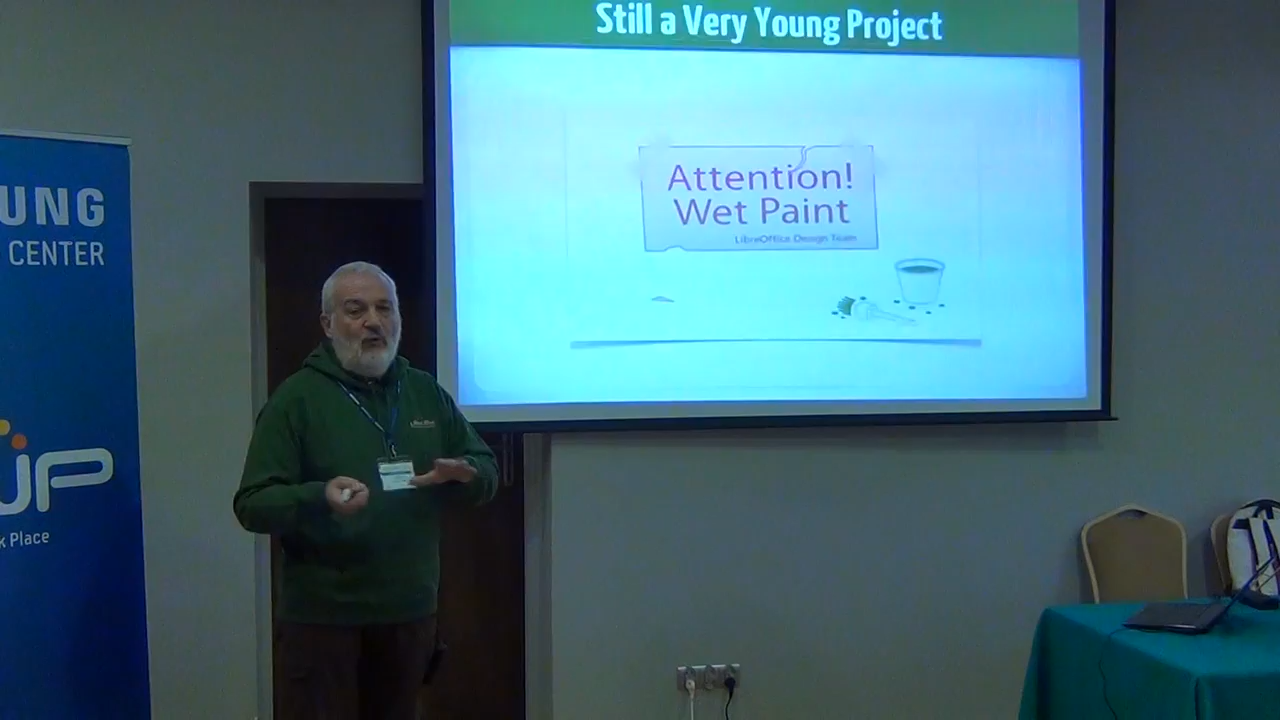 Still a Very Young Project
Attention!
Wet Paint
LibreOffice Design Team
UNG
CENTER
UP
k Place